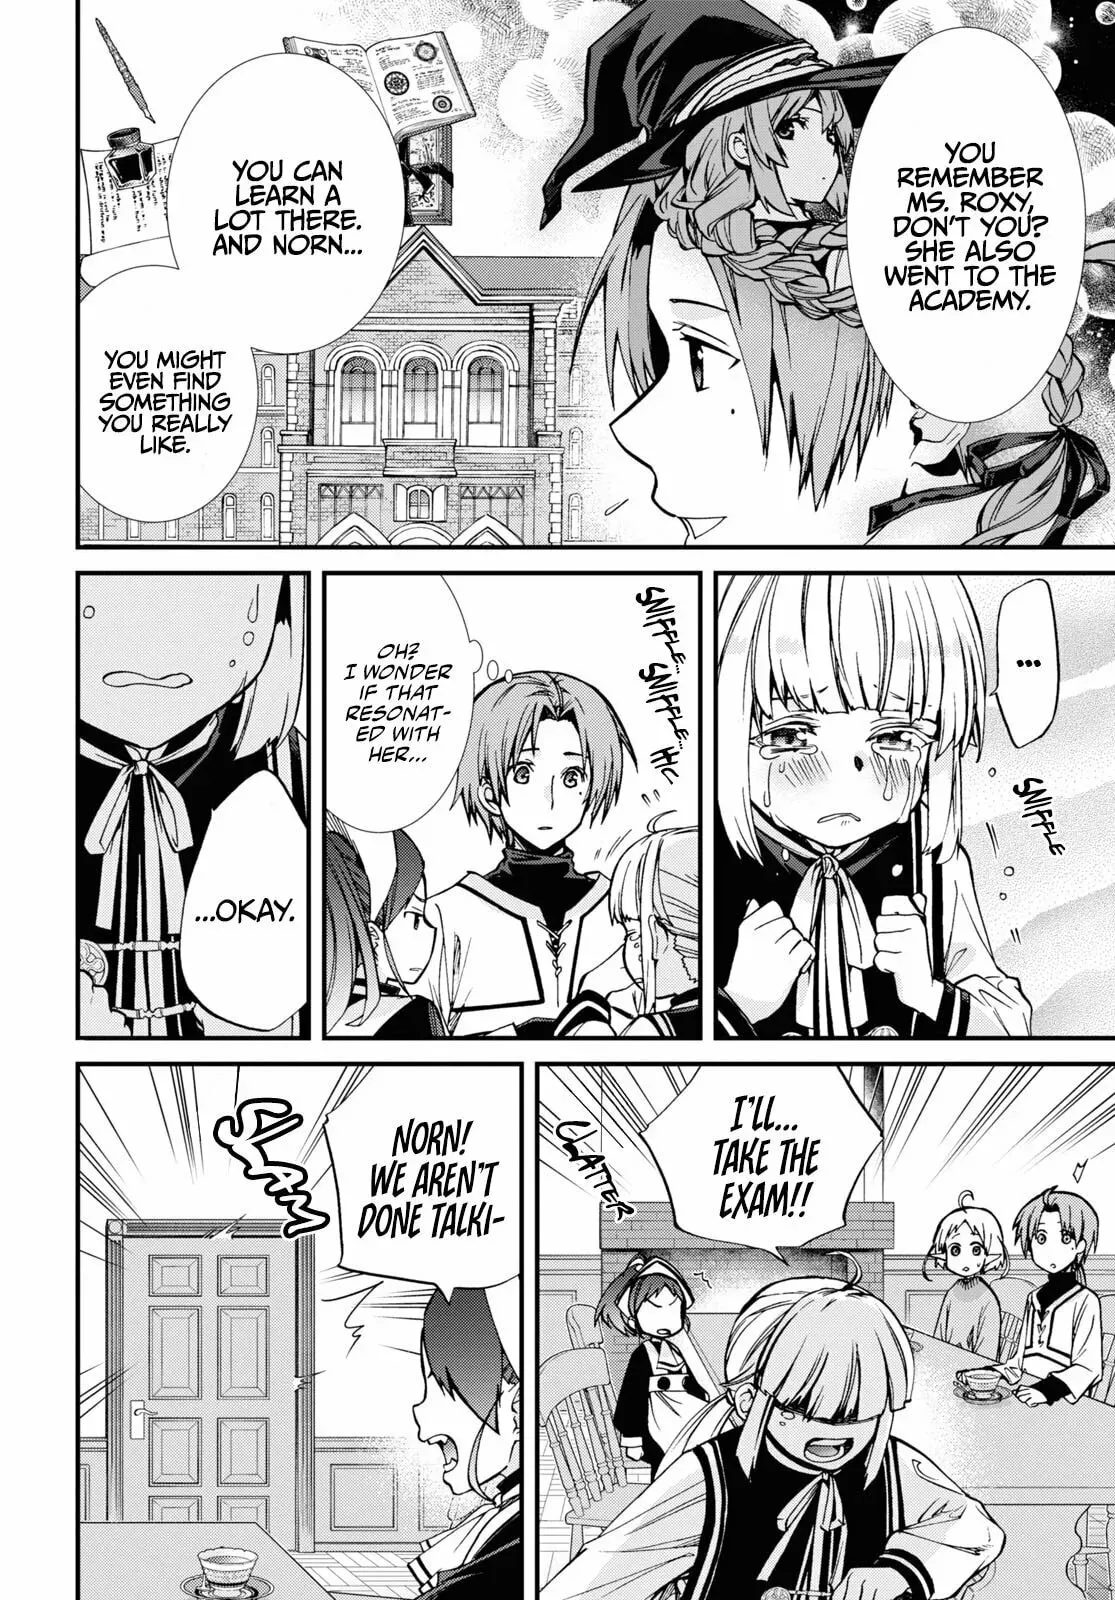 YOU
REMEMBER
MS. ROXY,
DON'T YOU?
SHE ALSO
WENT TO THE
ACADEMY.
YOU CAN
LEARN A
LOT THERE.
AND NORN...
YOU MIGHT
EVEN FIND
SOMETHING
YOU REALLY
LIKE.
...
SNIFFLE
SNIFFLE...
SNIFFLE...
HIC
OH?
I WONDER
IF THAT
RESONAT-
ED WITH
HER...
...OKAY.
I'LL...
TAKE THE
EXAM!!
CLATTER
NORN!
WE AREN'T
DONE TALKI-
SLAM